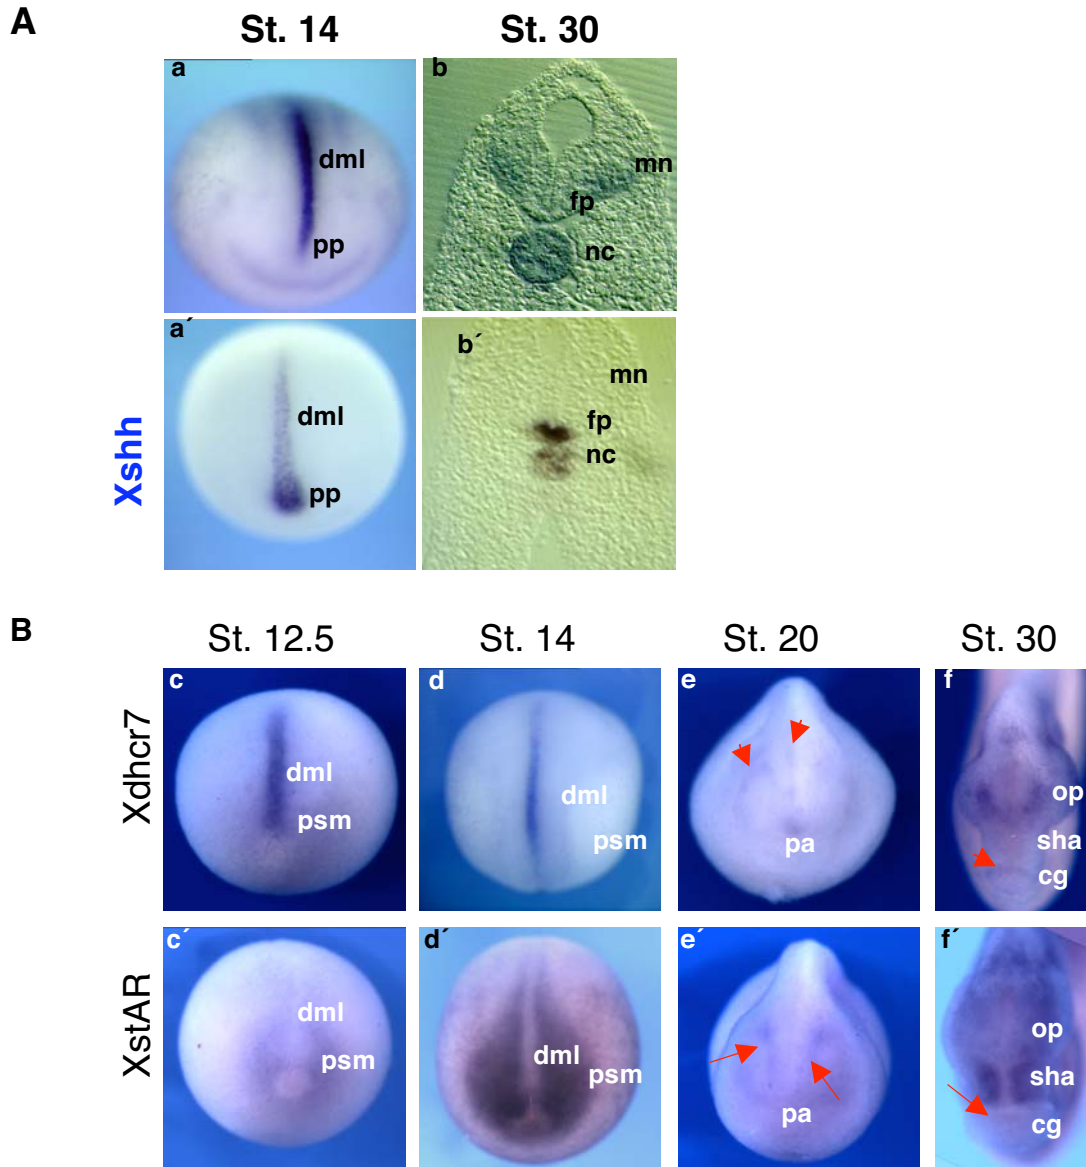 A
St. 14
St. 30
a
dml
pp
b
mn
fp
nc
Xshh
a´
dml
pp
b´
mn
fp
nc
B
St. 12.5
St. 14
St. 20
St. 30
Xdhcr7
c
dml
psm
d
dml
psm
e
pa
f
op
sha
cg
XstAR
c´
dml
psm
d´
dml
psm
e´
pa
f´
op
sha
cg